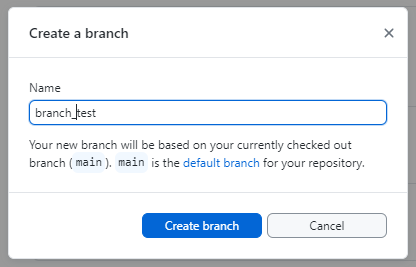 Create a branch
Name
branch_test
Your new branch will be based on your currently checked out
branch (main). main is the default branch for your repository.
Create branch
Cancel